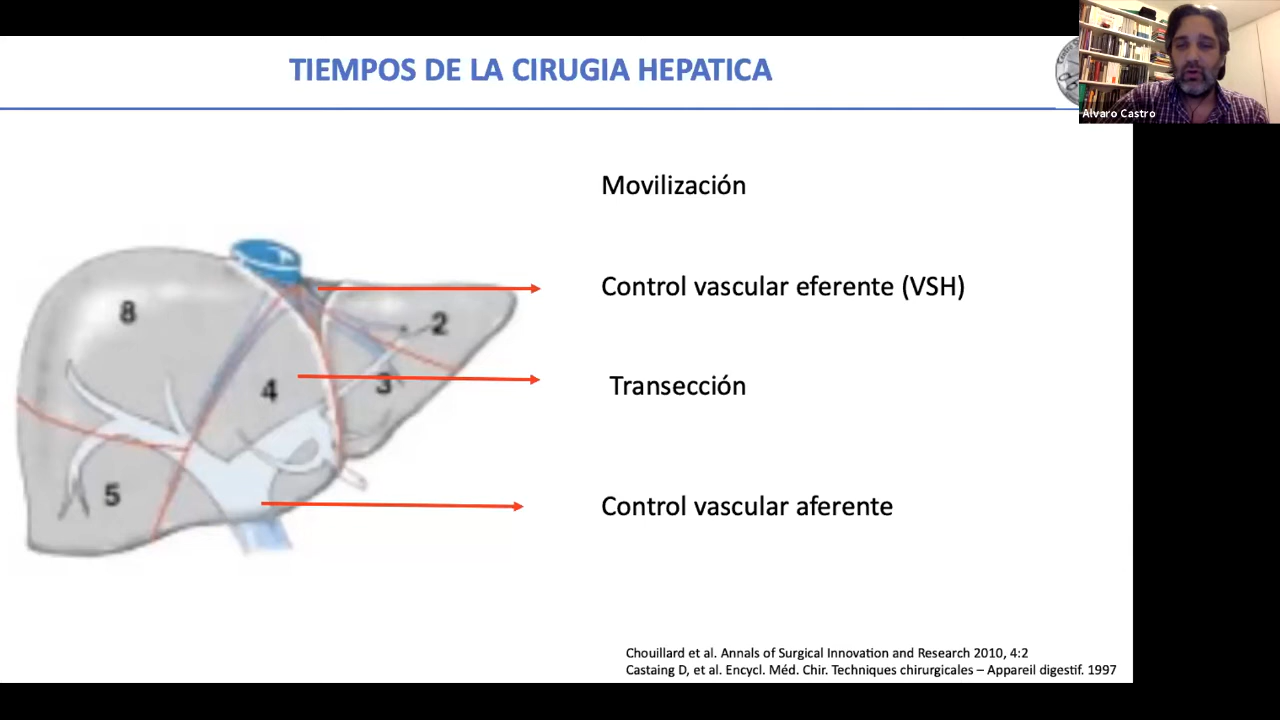 TIEMPOS DE LA CIRUGIA HEPATICA
Alvaro Castro
Movilización
Control vascular eferente (VSH)
8
2
4
3
Transección
5
Control vascular aferente
Chouillard et al. Annals of Surgical Innovation and Research 2010, 4:2
Castaing D, et al. Encycl. Méd. Chir. Techniques chirurgicales – Appareil digestif. 1997